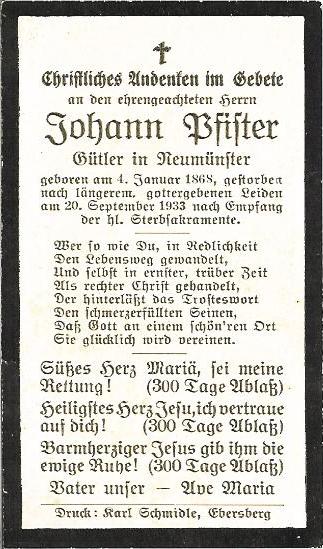 Christliches Andenken im Gebete
an den ehrengeachteten Herrn
Johann Pfister
Gütler in Neumünster
geboren am 4. Januar 1868, gestorben
nach längerem, gottergebenen Leiden
am 20. September 1933 nach Empfang
der hl. Sterbsakramente.
Wer so wie Du, in Redlichkeit
Den Lebensweg gewandelt,
Und selbst in ernster, trüber Zeit
Als rechter Christ gehandelt,
Der hinterläßt das Trosteswort
Den schmerzerfüllten Seinen,
Daß Gott an einem schön'ren Ort
Sie glücklich wird vereinen.
Süßes Herz Mariä, sei meine
Rettung! (300 Tage Ablaß)
Heiligstes Herz Jesu, ich vertraue
auf dich! (300 Tage Ablaß)
Barmherziger Jesus gib ihm die
ewige Ruhe! (300 Tage Ablaß)
Vater unser — Ave Maria
Druck: Karl Schmidle, Ebersberg